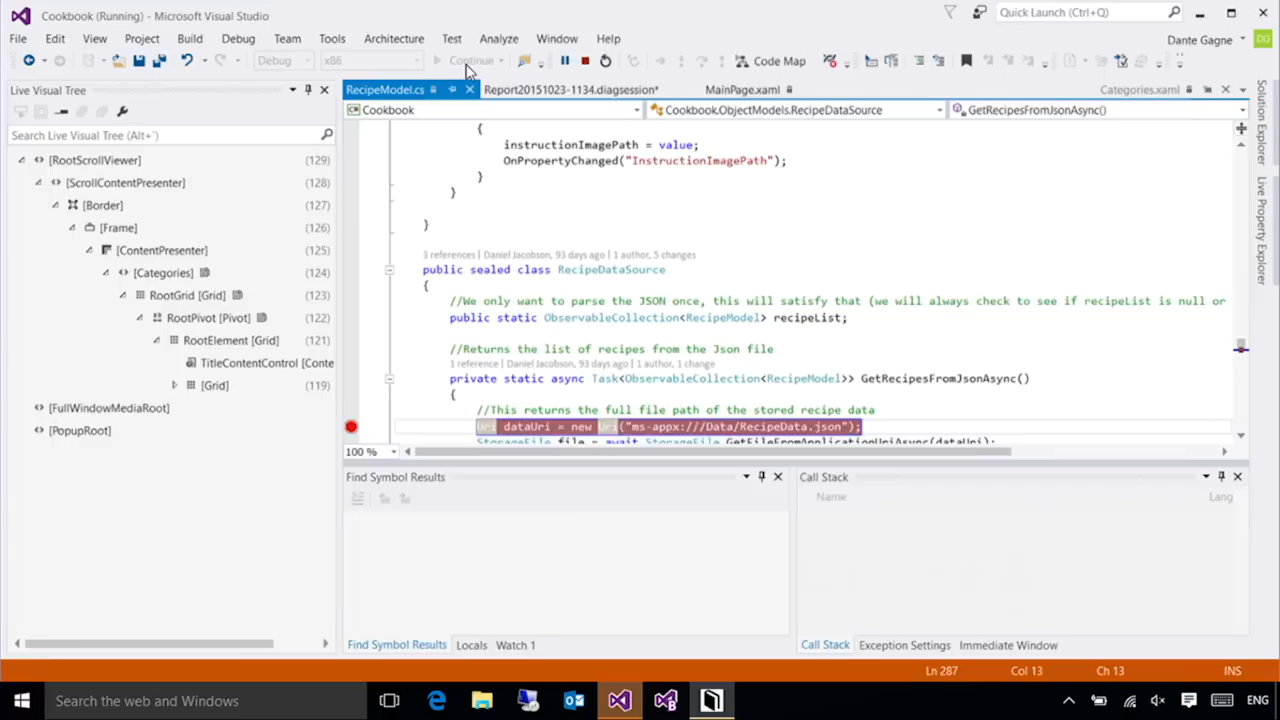 Cookbook (Running) - Microsoft Visual Studio
Quick Launch (Ctrl+Q)
File Edit View Project Build Debug Team Tools Architecture Test Analyze Window Help
Dante Gagne
DG
Debug x86 Continue Code Map
Live Visual Tree
RecipeModel.cs Report20151023-1134.diagsession* MainPage.xaml Categories.xaml
Cookbook Cookbook.ObjectModels.RecipeDataSource GetRecipesFromJsonAsync()
Search Live Visual Tree (Alt+`)
[RootScrollViewer] (129)
[ScrollContentPresenter] (128)
[Border] (127)
[Frame] (126)
[ContentPresenter] (125)
[Categories] (124)
RootGrid [Grid] (123)
RootPivot [Pivot] (122)
RootElement [Grid] (121)
TitleContentControl [Conte
[Grid] (119)
[FullWindowMediaRoot]
[PopupRoot]
{
instructionImagePath = value;
OnPropertyChanged("InstructionImagePath");
}
}
}
3 references | Daniel Jacobson, 93 days ago | 1 author, 5 changes
public sealed class RecipeDataSource
{
//We only want to parse the JSON once, this will satisfy that (we will always check to see if recipeList is null or
public static ObservableCollection<RecipeModel> recipeList;
//Returns the list of recipes from the Json file
1 reference | Daniel Jacobson, 93 days ago | 1 author, 1 change
private static async Task<ObservableCollection<RecipeModel>> GetRecipesFromJsonAsync()
{
//This returns the full file path of the stored recipe data
Uri dataUri = new Uri("ms-appx:///Data/RecipeData.json");
StorageFile file = await StorageFile.GetFileFromApplicationUriAsync(dataUri);
100 %
Solution Explorer
Live Property Explorer
Find Symbol Results
Call Stack
Name Lang
Find Symbol Results Locals Watch 1
Call Stack Exception Settings Immediate Window
Ln 287 Col 13 Ch 13 INS
Search the web and Windows
ENG